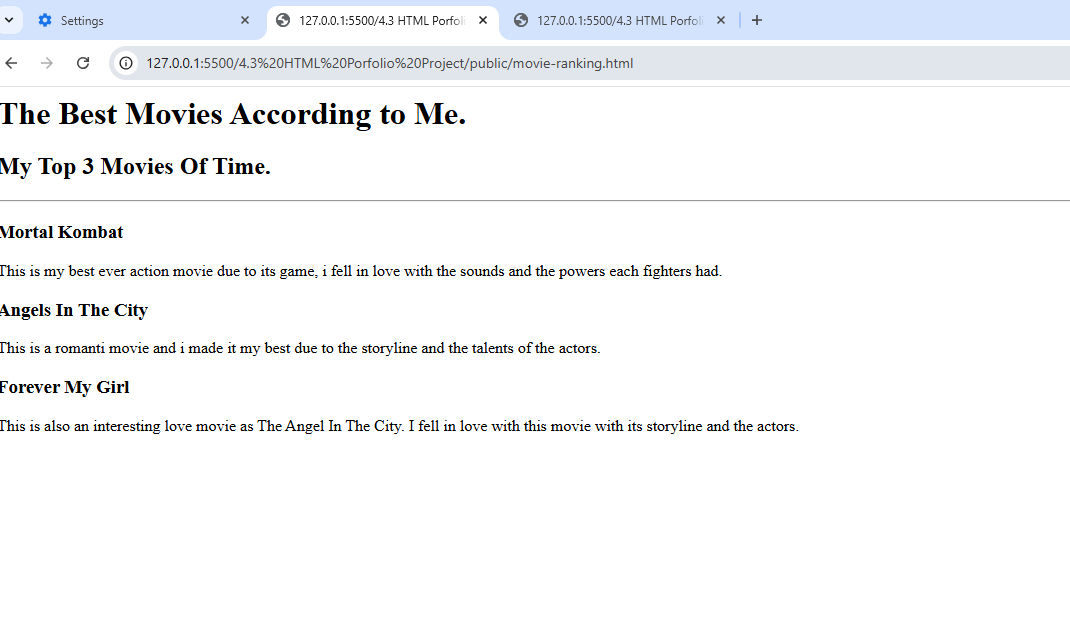 Settings
127.0.0.1:5500/4.3 HTML Porfoli
127.0.0.1:5500/4.3 HTML Porfoli
127.0.0.1:5500/4.3%20HTML%20Porfolio%20Project/public/movie-ranking.html
The Best Movies According to Me.
My Top 3 Movies Of Time.
Mortal Kombat
This is my best ever action movie due to its game, i fell in love with the sounds and the powers each fighters had.
Angels In The City
This is a romanti movie and i made it my best due to the storyline and the talents of the actors.
Forever My Girl
This is also an interesting love movie as The Angel In The City. I fell in love with this movie with its storyline and the actors.